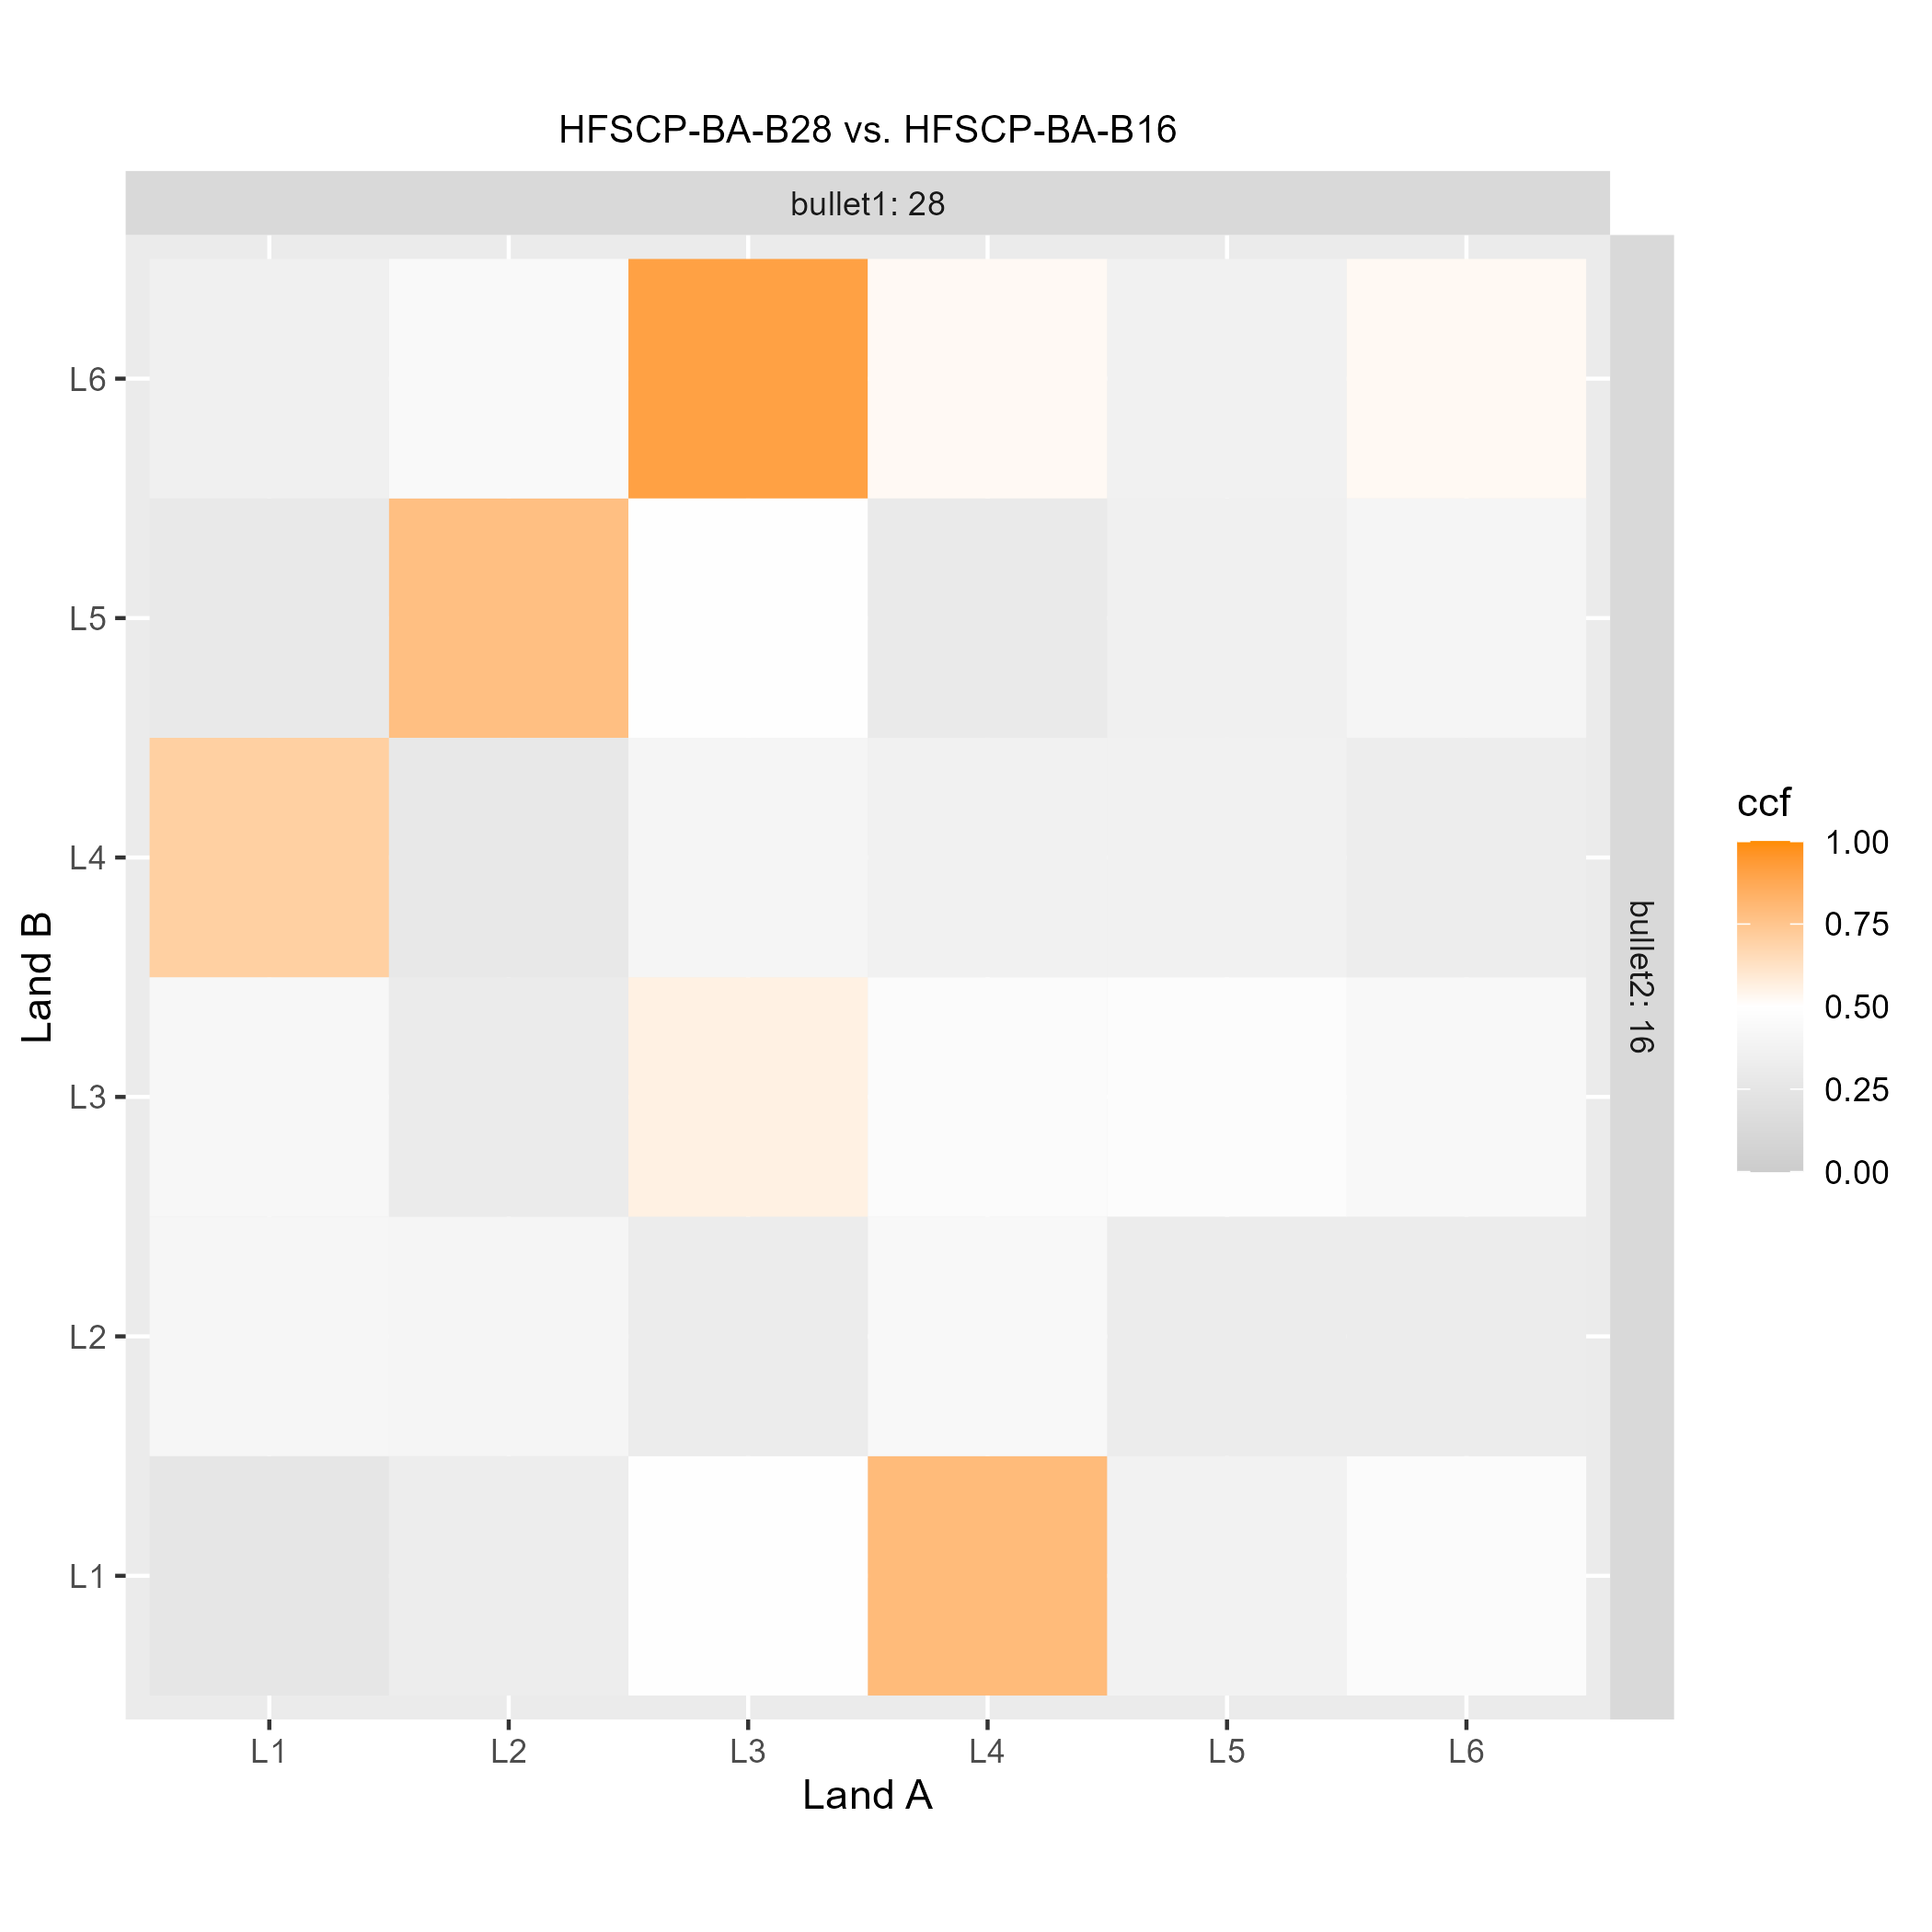 HFSCP-BA-B28 vs. HFSCP-BA-B16
bullet1: 28
L6
L5
L4
L3
L2
L1
Land B
bullet2: 16
L1 L2 L3 L4 L5 L6
Land A
ccf
1.00
0.75
0.50
0.25
0.00